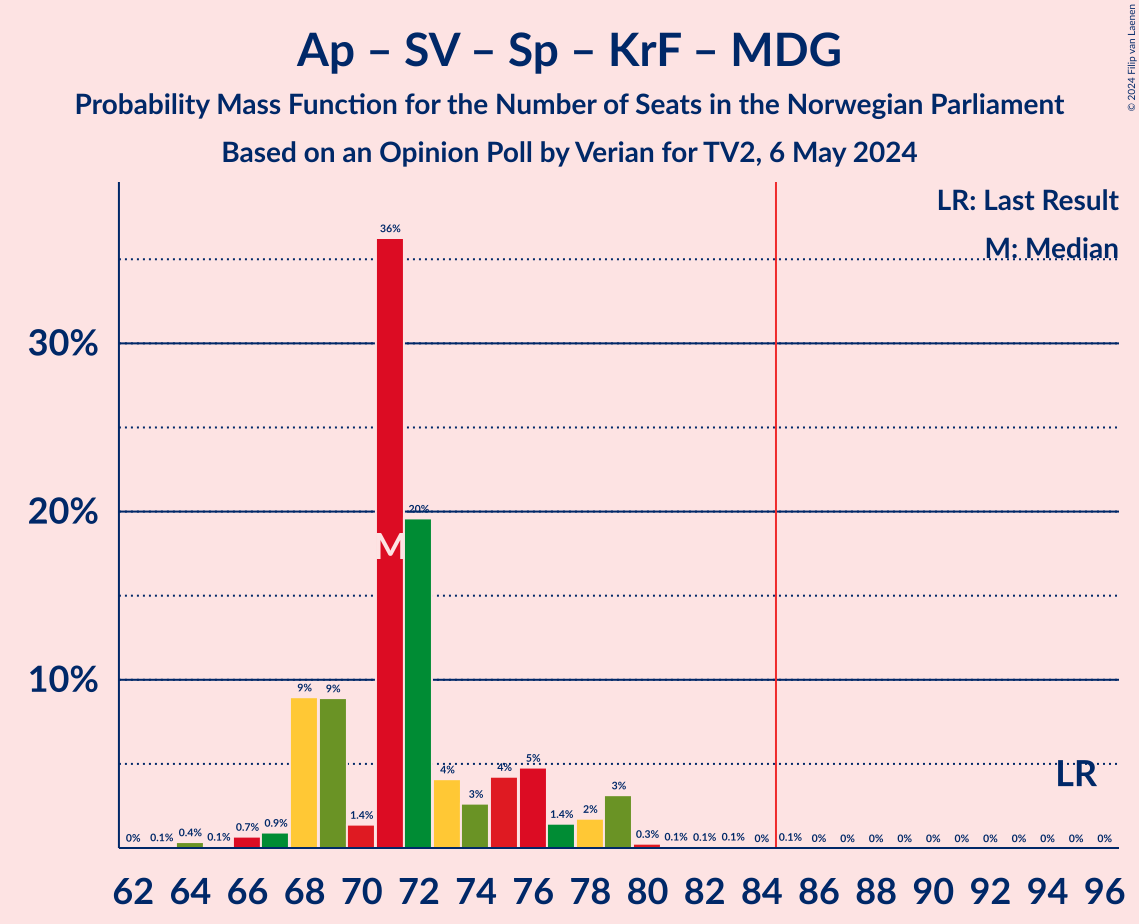 Ap – SV – Sp – KrF – MDG
Probability Mass Function for the Number of Seats in the Norwegian Parliament
Based on an Opinion Poll by Verian for TV2, 6 May 2024
© 2024 Filip van Laenen
LR: Last Result
M: Median
30%
20%
10%
0% 0.1% 0.4% 0.1% 0.7% 0.9% 9% 9% 1.4% 36% 20% 4% 3% 4% 5% 1.4% 2% 3% 0.3% 0.1% 0.1% 0.1% 0% 0.1% 0% 0% 0% 0% 0% 0% 0% 0% 0% 0% 0%
M
LR
62 64 66 68 70 72 74 76 78 80 82 84 86 88 90 92 94 96